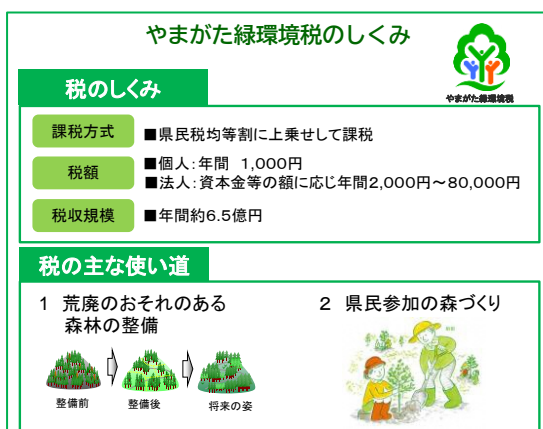 やまがた緑環境税のしくみ
やまがた緑環境税
税のしくみ
課税方式 ■県民税均等割に上乗せして課税
税額 ■個人:年間 1,000円
■法人:資本金等の額に応じ年間2,000円~80,000円
税収規模 ■年間約6.5億円
税の主な使い道
1 荒廃のおそれのある
森林の整備
整備前 整備後 将来の姿
2 県民参加の森づくり